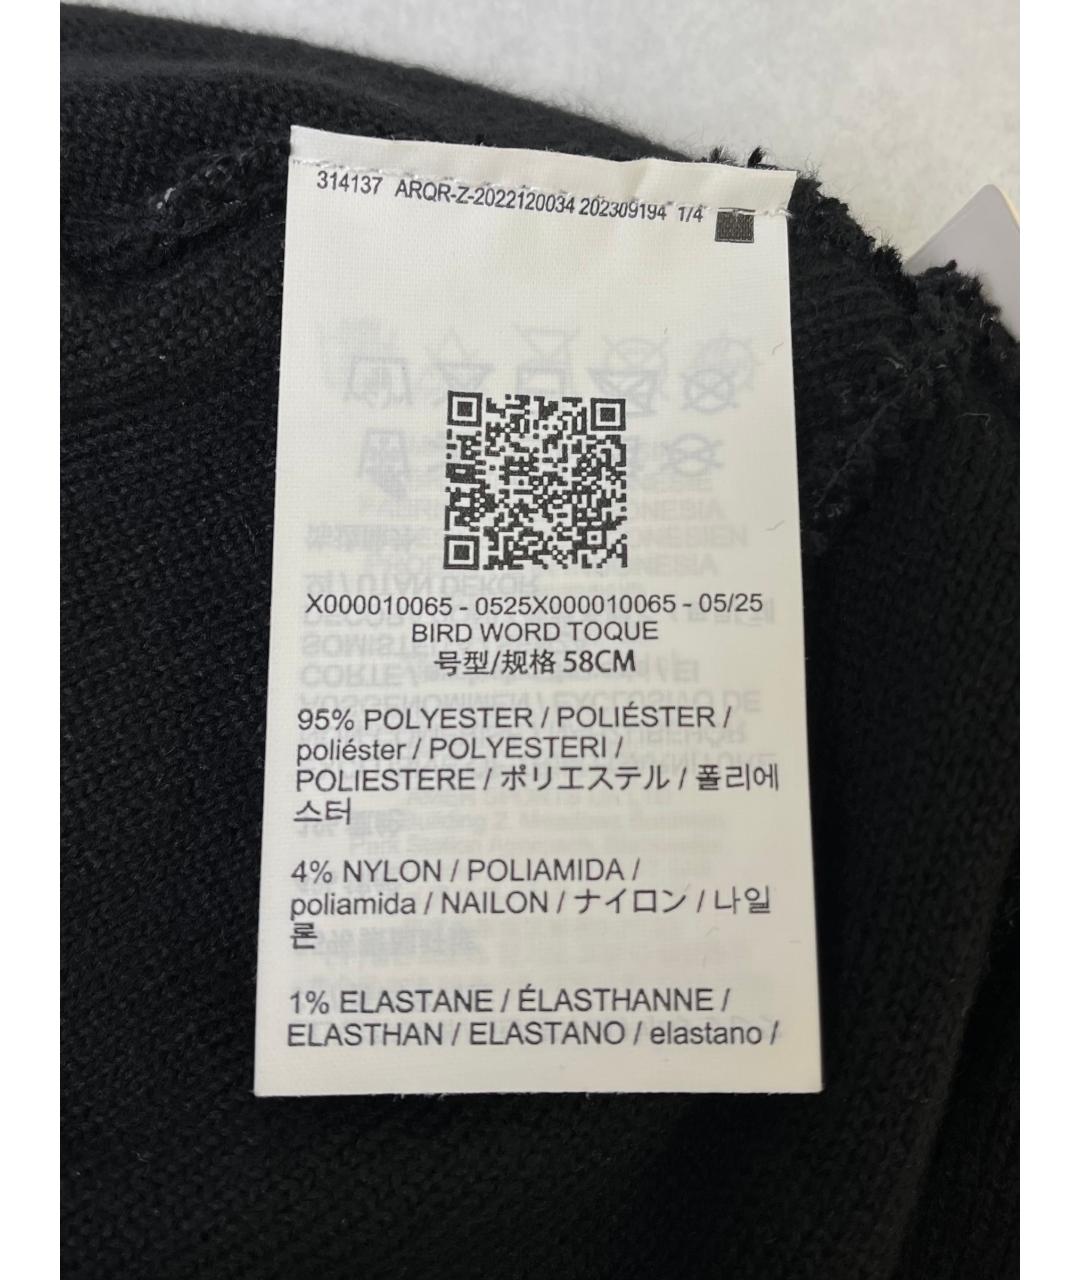 314137 ARQR-Z-2022120034 202309194 1/4
X000010065 - 0525X000010065 - 05/25
BIRD WORD TOQUE
号型/规格 58CM
95% POLYESTER / POLIÉSTER /
poliéster / POLYESTERI /
POLIESTERE / ポリエステル / 폴리에
스터
4% NYLON / POLIAMIDA /
poliamida / NAILON / ナイロン / 나일
론
1% ELASTANE / ÉLASTHANNE /
ELASTHAN / ELASTANO / elastano /